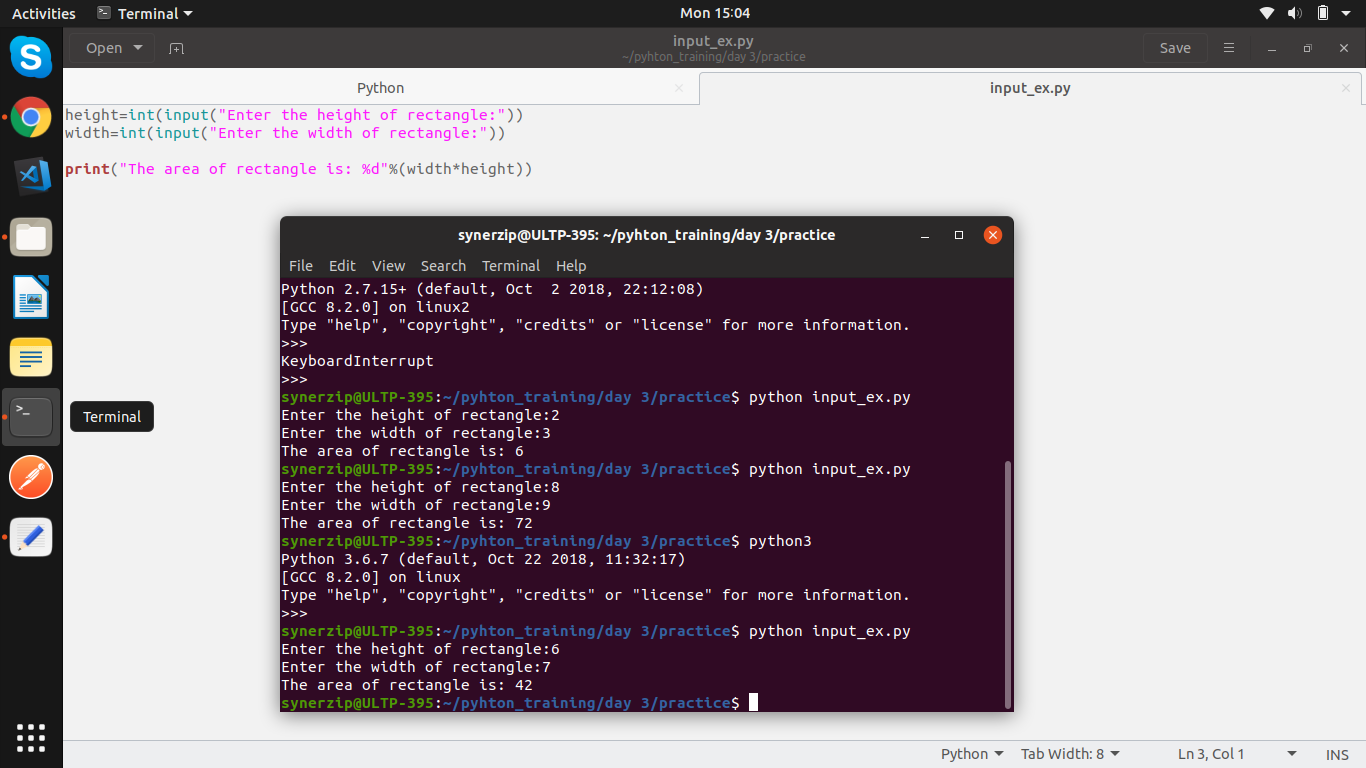 Activities Terminal Mon 15:04
Open input_ex.py Save
~/pyhton_training/day 3/practice
Python input_ex.py
height=int(input("Enter the height of rectangle:"))
width=int(input("Enter the width of rectangle:"))
print("The area of rectangle is: %d"%(width*height))
synerzip@ULTP-395: ~/pyhton_training/day 3/practice
File Edit View Search Terminal Help
Python 2.7.15+ (default, Oct  2 2018, 22:12:08)
[GCC 8.2.0] on linux2
Type "help", "copyright", "credits" or "license" for more information.
>>>
KeyboardInterrupt
>>>
synerzip@ULTP-395:~/pyhton_training/day 3/practice$ python input_ex.py
Enter the height of rectangle:2
Enter the width of rectangle:3
The area of rectangle is: 6
synerzip@ULTP-395:~/pyhton_training/day 3/practice$ python input_ex.py
Enter the height of rectangle:8
Enter the width of rectangle:9
The area of rectangle is: 72
synerzip@ULTP-395:~/pyhton_training/day 3/practice$ python3
Python 3.6.7 (default, Oct 22 2018, 11:32:17)
[GCC 8.2.0] on linux
Type "help", "copyright", "credits" or "license" for more information.
>>>
synerzip@ULTP-395:~/pyhton_training/day 3/practice$ python input_ex.py
Enter the height of rectangle:6
Enter the width of rectangle:7
The area of rectangle is: 42
synerzip@ULTP-395:~/pyhton_training/day 3/practice$
Terminal
Python Tab Width: 8 Ln 3, Col 1 INS